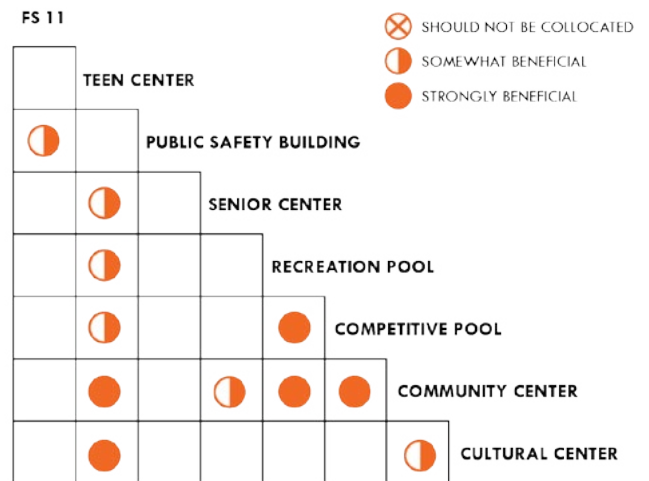 FS 11
SHOULD NOT BE COLLOCATED
SOMEWHAT BENEFICIAL
STRONGLY BENEFICIAL
TEEN CENTER
PUBLIC SAFETY BUILDING
SENIOR CENTER
RECREATION POOL
COMPETITIVE POOL
COMMUNITY CENTER
CULTURAL CENTER